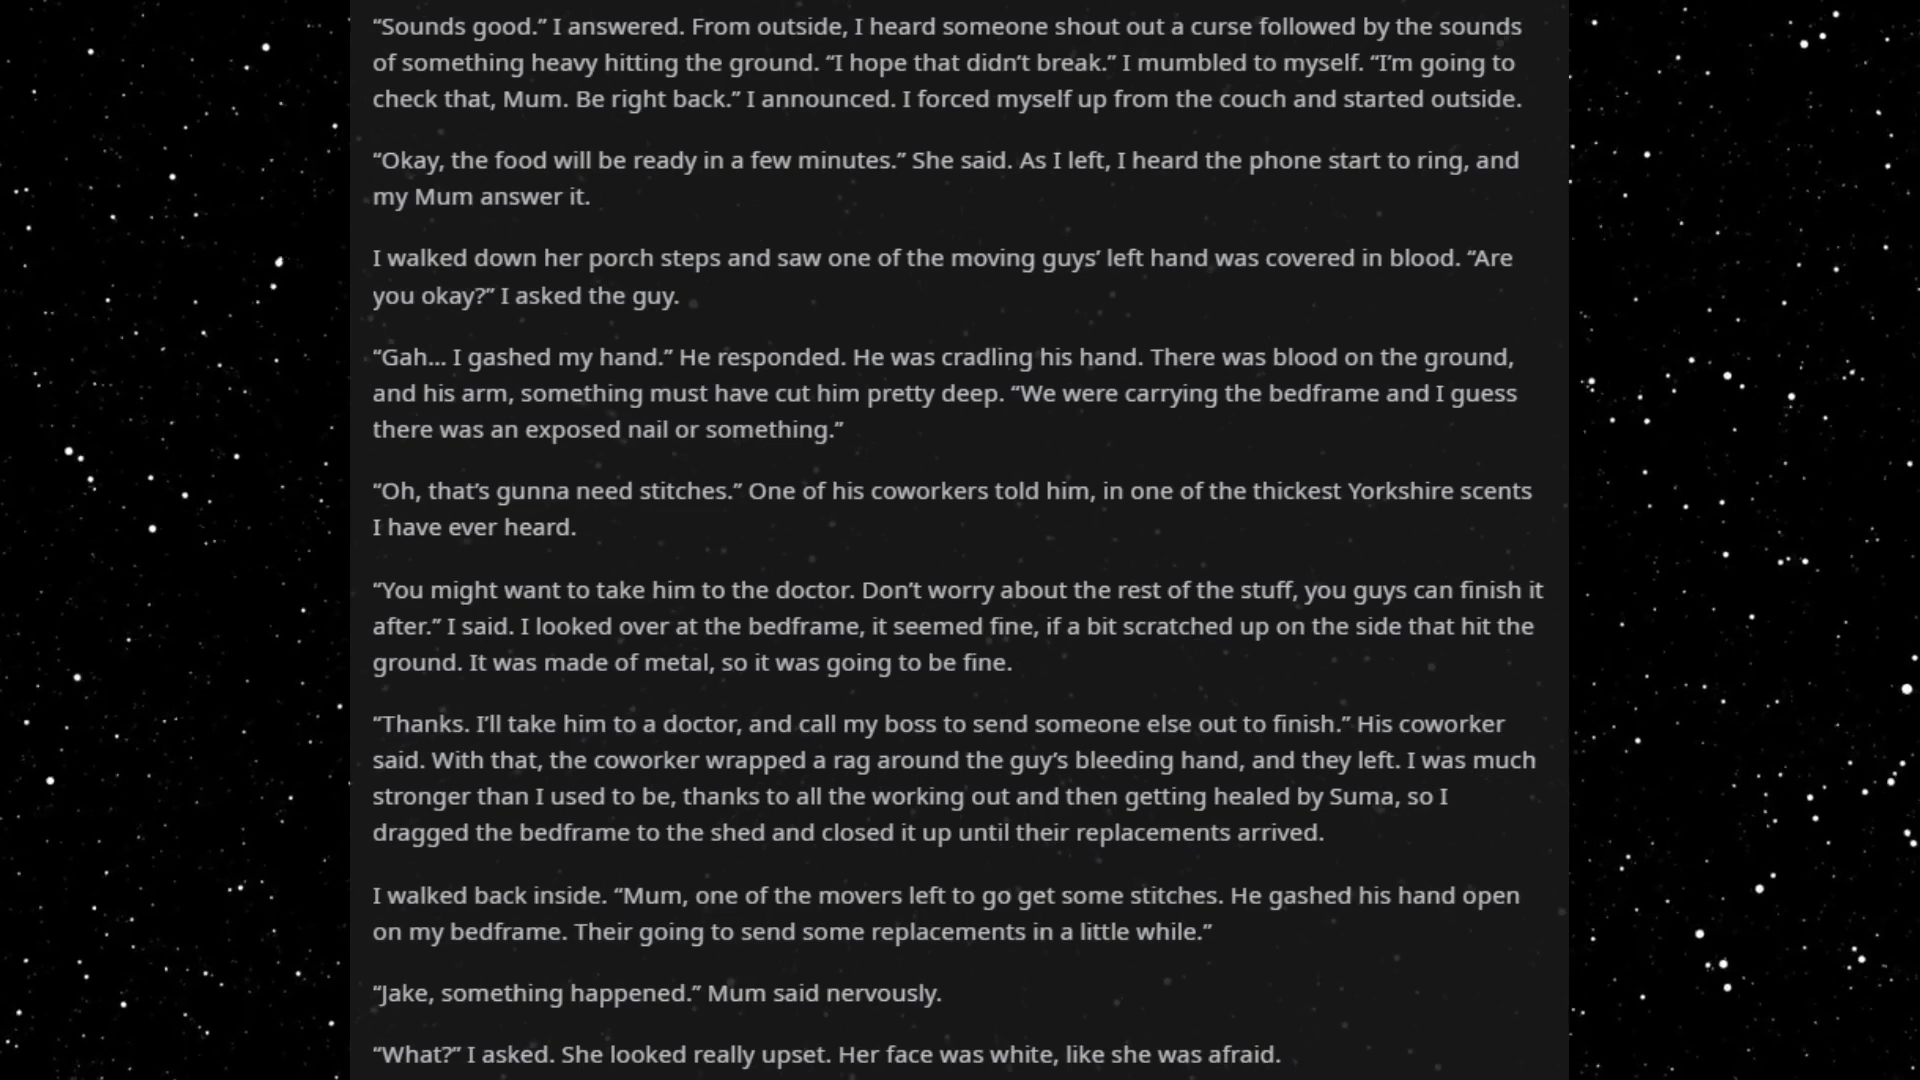 “Sounds good.” I answered. From outside, I heard someone shout out a curse followed by the sounds
of something heavy hitting the ground. “I hope that didn’t break.” I mumbled to myself. “I’m going to
check that, Mum. Be right back.” I announced. I forced myself up from the couch and started outside.
“Okay, the food will be ready in a few minutes.” She said. As I left, I heard the phone start to ring, and
my Mum answer it.
I walked down her porch steps and saw one of the moving guys’ left hand was covered in blood. “Are
you okay?” I asked the guy.
“Gah... I gashed my hand.” He responded. He was cradling his hand. There was blood on the ground,
and his arm, something must have cut him pretty deep. “We were carrying the bedframe and I guess
there was an exposed nail or something.”
“Oh, that’s gunna need stitches.” One of his coworkers told him, in one of the thickest Yorkshire scents
I have ever heard.
“You might want to take him to the doctor. Don’t worry about the rest of the stuff, you guys can finish it
after.” I said. I looked over at the bedframe, it seemed fine, if a bit scratched up on the side that hit the
ground. It was made of metal, so it was going to be fine.
“Thanks. I’ll take him to a doctor, and call my boss to send someone else out to finish.” His coworker
said. With that, the coworker wrapped a rag around the guy’s bleeding hand, and they left. I was much
stronger than I used to be, thanks to all the working out and then getting healed by Suma, so I
dragged the bedframe to the shed and closed it up until their replacements arrived.
I walked back inside. “Mum, one of the movers left to go get some stitches. He gashed his hand open
on my bedframe. Their going to send some replacements in a little while.”
“Jake, something happened.” Mum said nervously.
“What?” I asked. She looked really upset. Her face was white, like she was afraid.